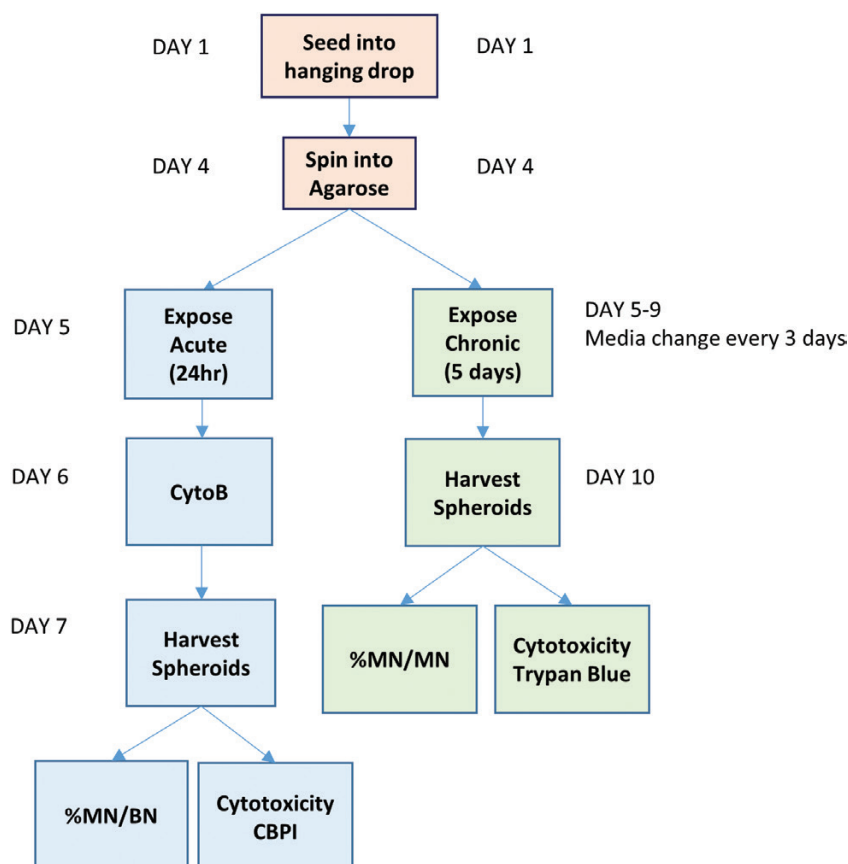 DAY 1
Seed into
hanging drop
DAY 1
DAY 4
Spin into
Agarose
DAY 4
DAY 5
Expose
Acute
(24hr)
Expose
Chronic
(5 days)
DAY 5-9
Media change every 3 days
DAY 6
CytoB
Harvest
Spheroids
DAY 10
DAY 7
Harvest
Spheroids
%MN/MN
Cytotoxicity
Trypan Blue
%MN/BN
Cytotoxicity
CBPI